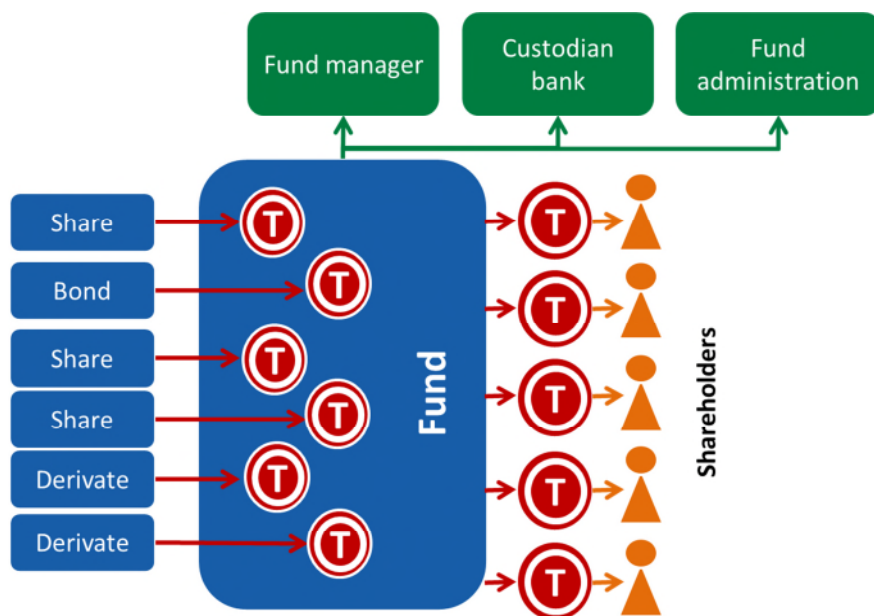 Fund manager
Custodian
bank
Fund
administration
Share
T
T
Bond
T
T
Share
T
T
Fund
Shareholders
Share
T
T
Derivate
T
T
Derivate
T
T